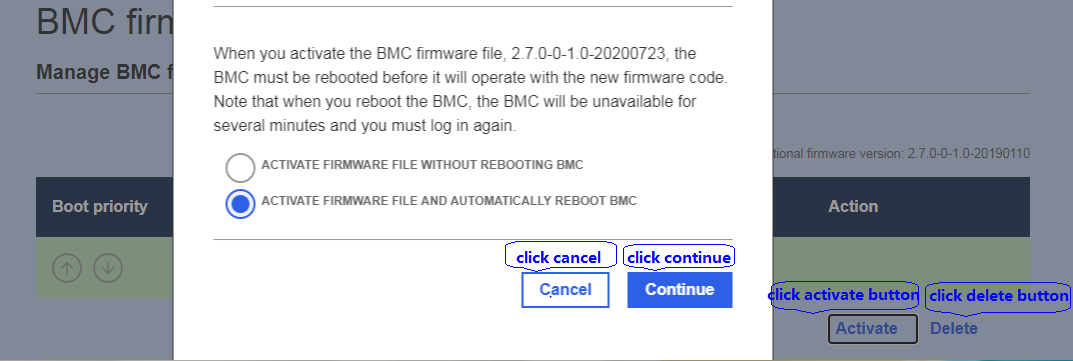 BMC firn
Manage BMC f
When you activate the BMC firmware file, 2.7.0-0-1.0-20200723, the
BMC must be rebooted before it will operate with the new firmware code.
Note that when you reboot the BMC, the BMC will be unavailable for
several minutes and you must log in again.
tional firmware version: 2.7.0-0-1.0-20190110
ACTIVATE FIRMWARE FILE WITHOUT REBOOTING BMC
ACTIVATE FIRMWARE FILE AND AUTOMATICALLY REBOOT BMC
Boot priority
Action
click cancel
click continue
Cancel
Continue
click activate button
click delete button
Activate
Delete